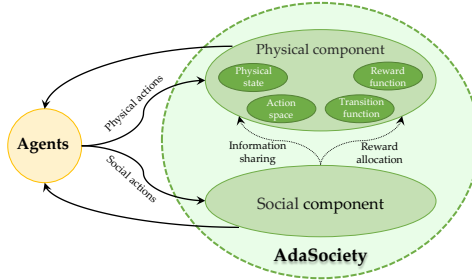 Physical component
Physical
state
Reward
function
Action
space
Transition
function
Physical actions
Agents
Social actions
Information
sharing
Reward
allocation
Social component
AdaSociety